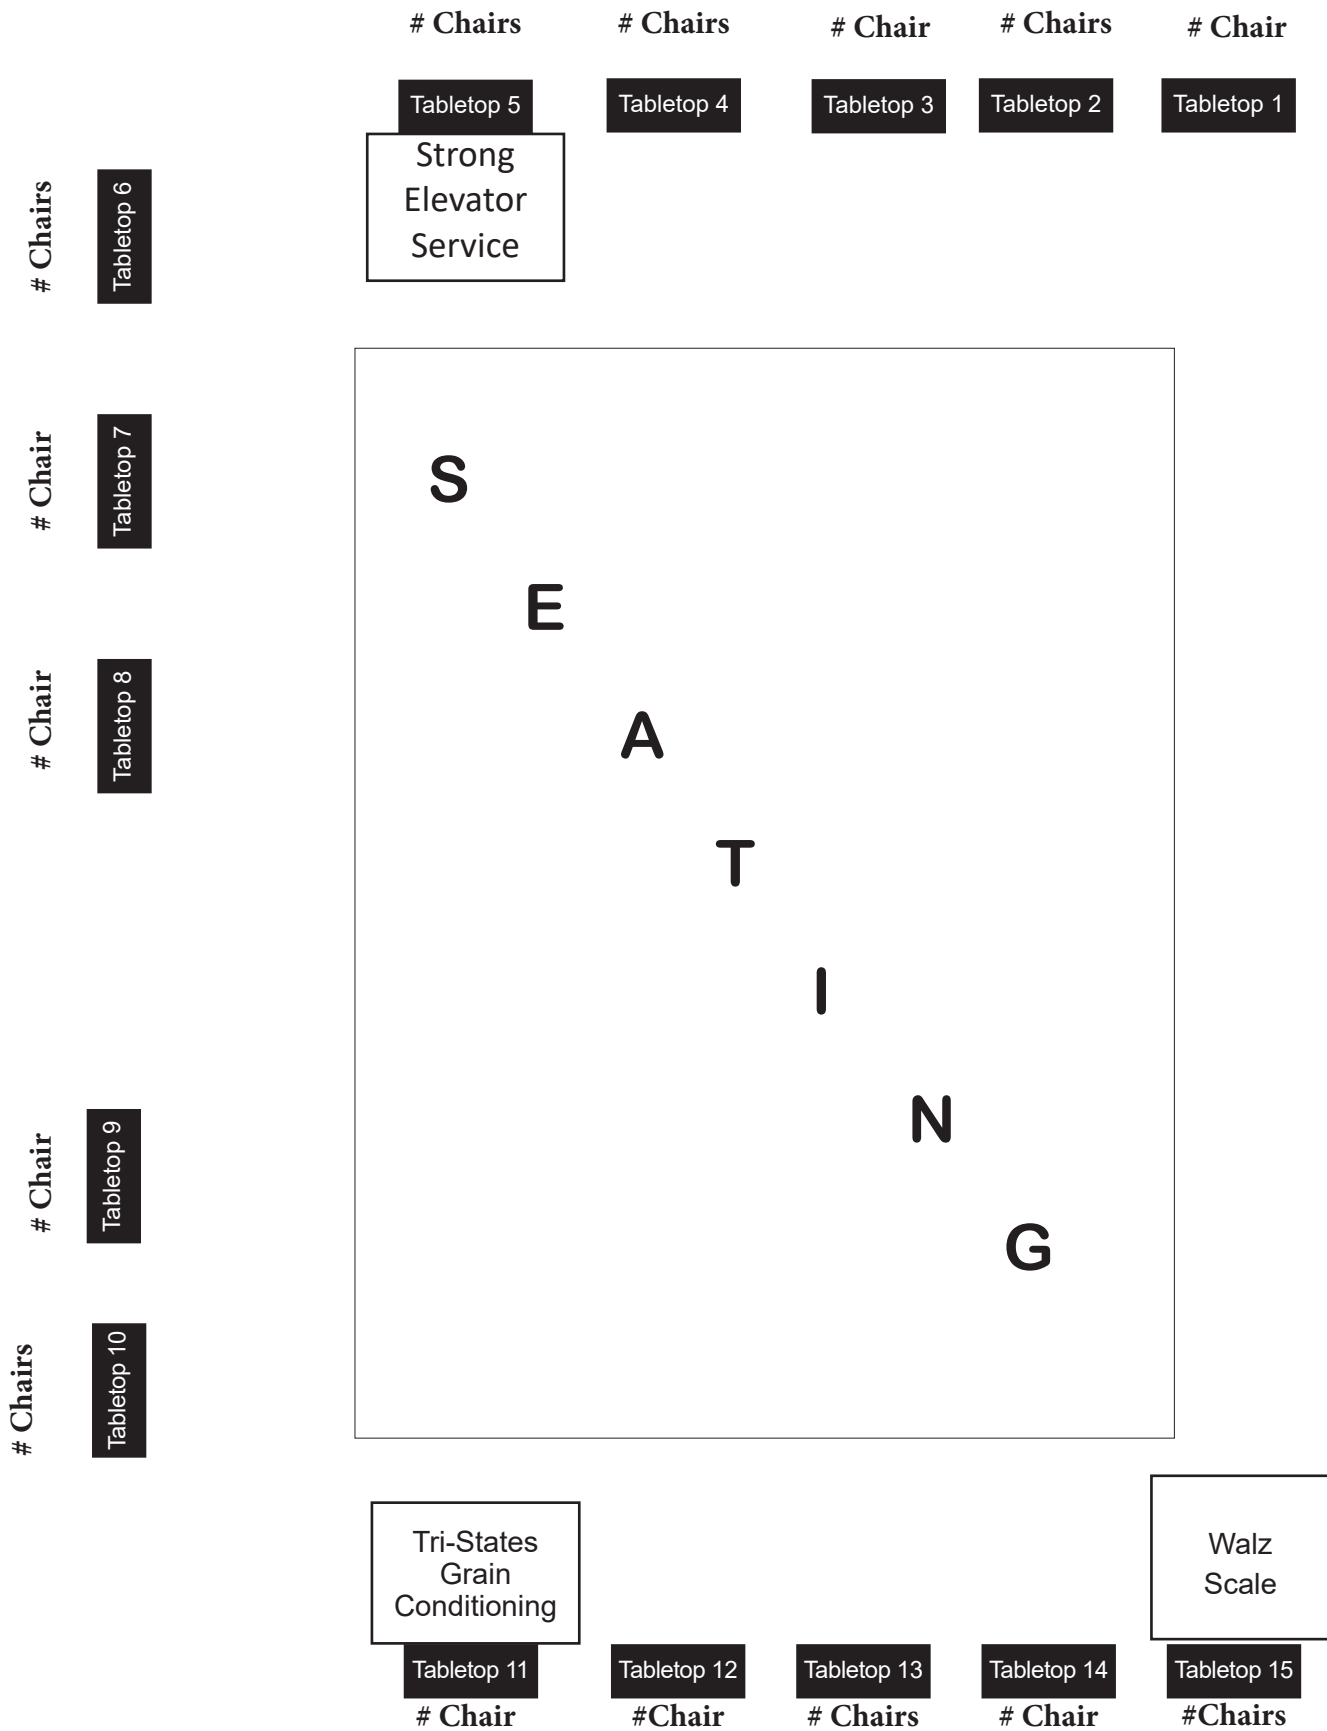 # Chairs # Chairs # Chair # Chairs # Chair
Tabletop 5 Tabletop 4 Tabletop 3 Tabletop 2 Tabletop 1
Strong
Elevator
Service
# Chairs
Tabletop 6
# Chair
Tabletop 7
# Chair
Tabletop 8
S
E
A
T
I
N
G
# Chair
Tabletop 9
# Chairs
Tabletop 10
Tri-States
Grain
Conditioning
Walz
Scale
Tabletop 11 Tabletop 12 Tabletop 13 Tabletop 14 Tabletop 15
# Chair #Chair # Chairs # Chair #Chairs